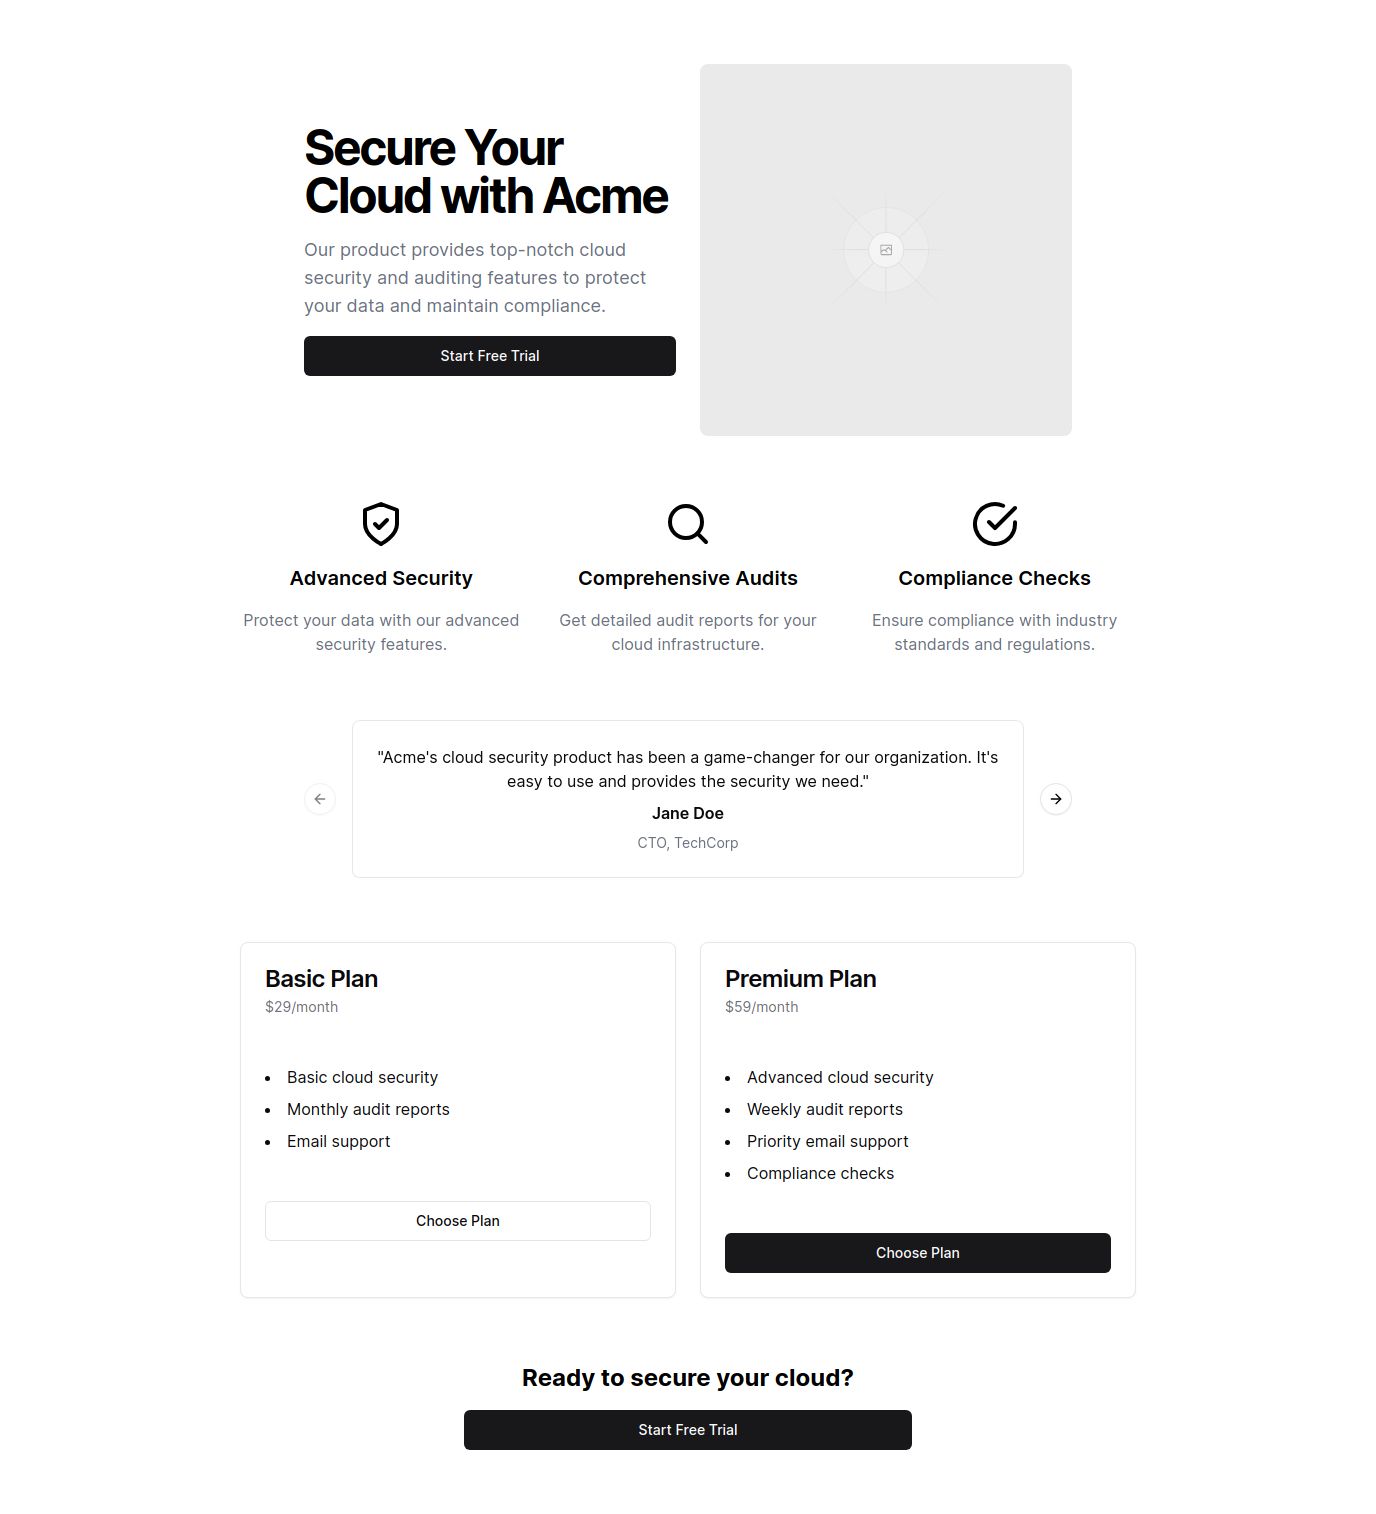 Secure Your
Cloud with Acme
Our product provides top-notch cloud
security and auditing features to protect
your data and maintain compliance.
Start Free Trial
Advanced Security
Protect your data with our advanced
security features.
Comprehensive Audits
Get detailed audit reports for your
cloud infrastructure.
Compliance Checks
Ensure compliance with industry
standards and regulations.
"Acme's cloud security product has been a game-changer for our organization. It's
easy to use and provides the security we need."
Jane Doe
CTO, TechCorp
Basic Plan
$29/month
Basic cloud security
Monthly audit reports
Email support
Choose Plan
Premium Plan
$59/month
Advanced cloud security
Weekly audit reports
Priority email support
Compliance checks
Choose Plan
Ready to secure your cloud?
Start Free Trial